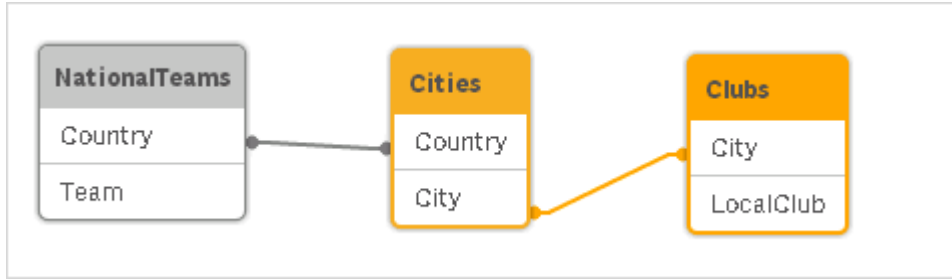 NationalTeams
Country
Team
Cities
Country
City
Clubs
City
LocalClub